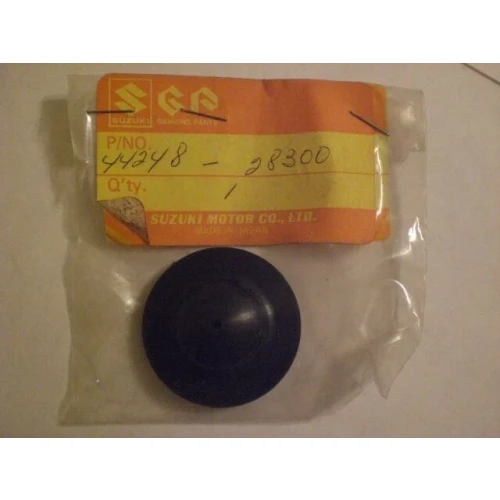 SGP
SUZUKI GENUINE PARTS
P/NO. 44248 - 28300
Q'ty. 1
SUZUKI MOTOR CO., LTD.
MADE IN JAPAN